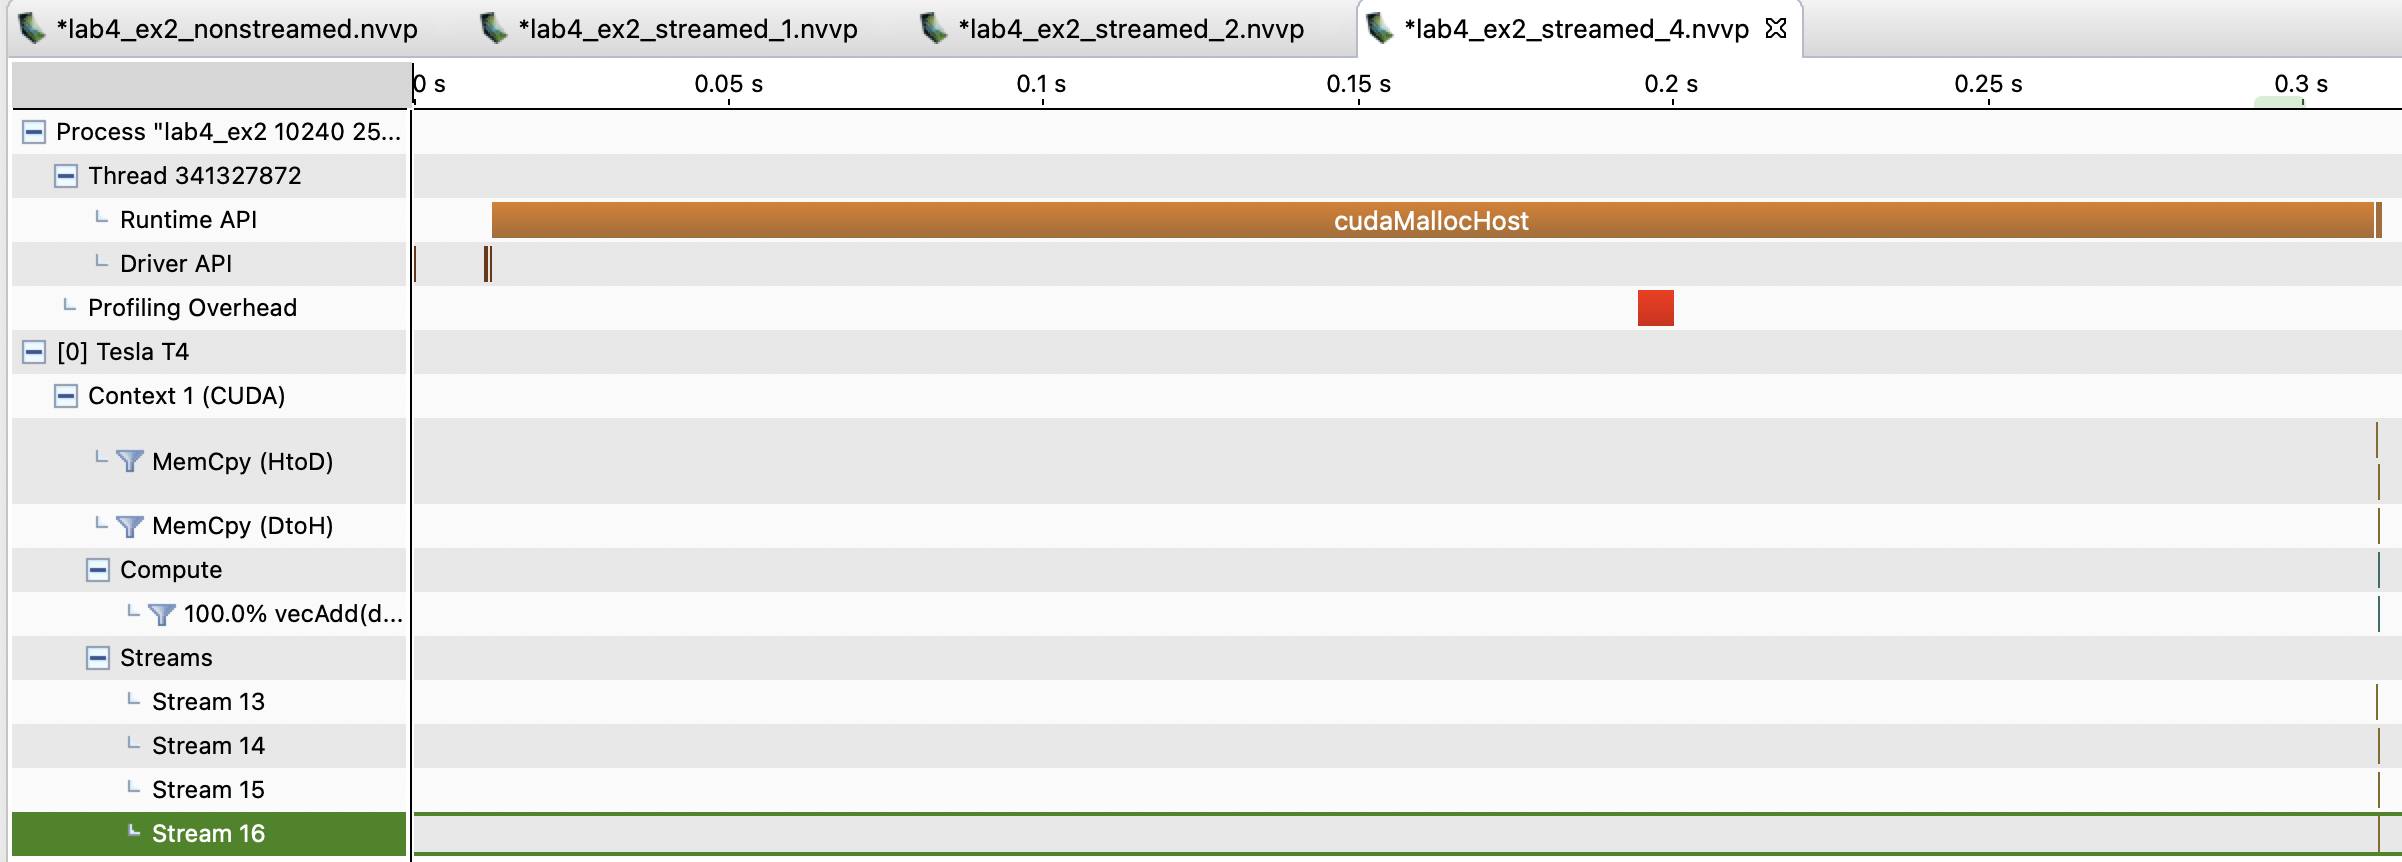 *lab4_ex2_nonstreamed.nvvp *lab4_ex2_streamed_1.nvvp *lab4_ex2_streamed_2.nvvp *lab4_ex2_streamed_4.nvvp
0 s 0.05 s 0.1 s 0.15 s 0.2 s 0.25 s 0.3 s
Process "lab4_ex2 10240 25...
Thread 341327872
Runtime API cudaMallocHost
Driver API
Profiling Overhead
[0] Tesla T4
Context 1 (CUDA)
MemCpy (HtoD)
MemCpy (DtoH)
Compute
100.0% vecAdd(d...
Streams
Stream 13
Stream 14
Stream 15
Stream 16